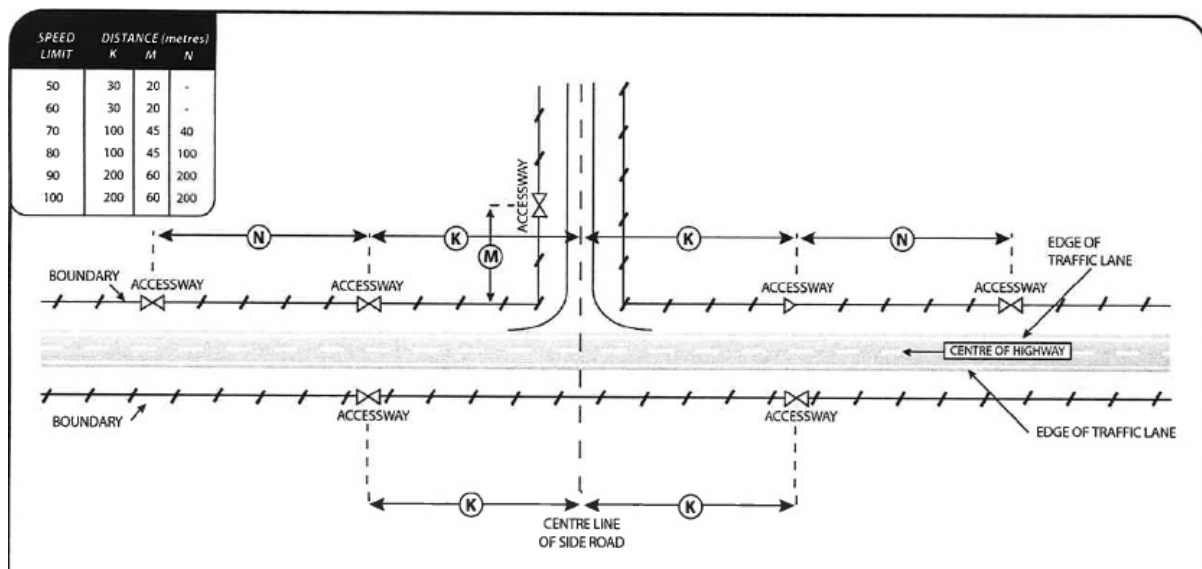 SPEED LIMIT DISTANCE (metres)
K M N
50 30 20 -
60 30 20 -
70 100 45 40
80 100 45 100
90 200 60 200
100 200 60 200
ACCESSWAY
N
K
M
K
N
EDGE OF
TRAFFIC LANE
BOUNDARY
ACCESSWAY
ACCESSWAY
ACCESSWAY
ACCESSWAY
CENTRE OF HIGHWAY
BOUNDARY
ACCESSWAY
ACCESSWAY
EDGE OF TRAFFIC LANE
K
K
CENTRE LINE
OF SIDE ROAD